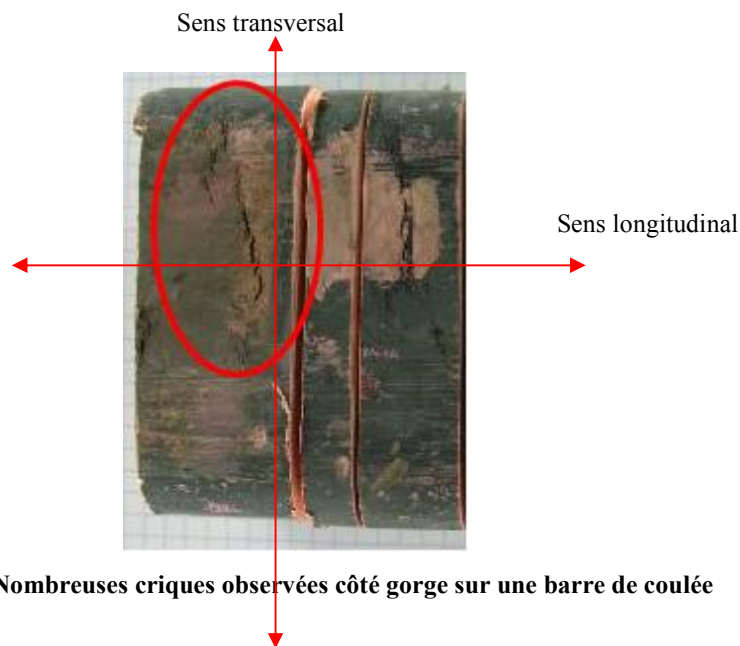 Sens transversal
Sens longitudinal
Nombreuses criques observées côté gorge sur une barre de coulée